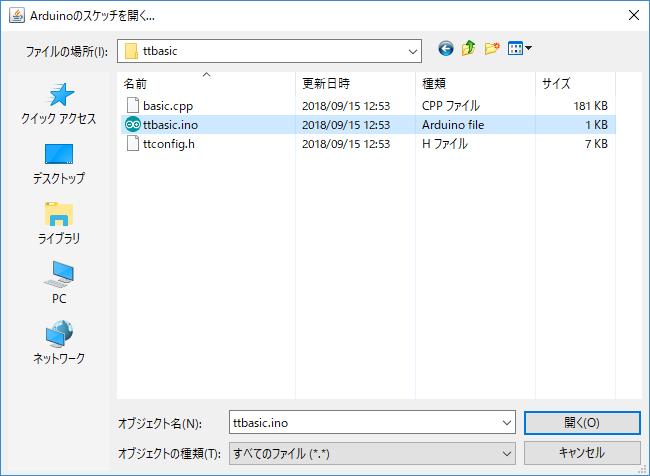 Arduinoのスケッチを開く...
ファイルの場所(I): ttbasic
クイック アクセス
デスクトップ
ライブラリ
PC
ネットワーク
名前 更新日時 種類 サイズ
basic.cpp 2018/09/15 12:53 CPP ファイル 181 KB
ttbasic.ino 2018/09/15 12:53 Arduino file 1 KB
ttconfig.h 2018/09/15 12:53 H ファイル 7 KB
オブジェクト名(N): ttbasic.ino 開く(O)
オブジェクトの種類(T): すべてのファイル (*.*) キャンセル